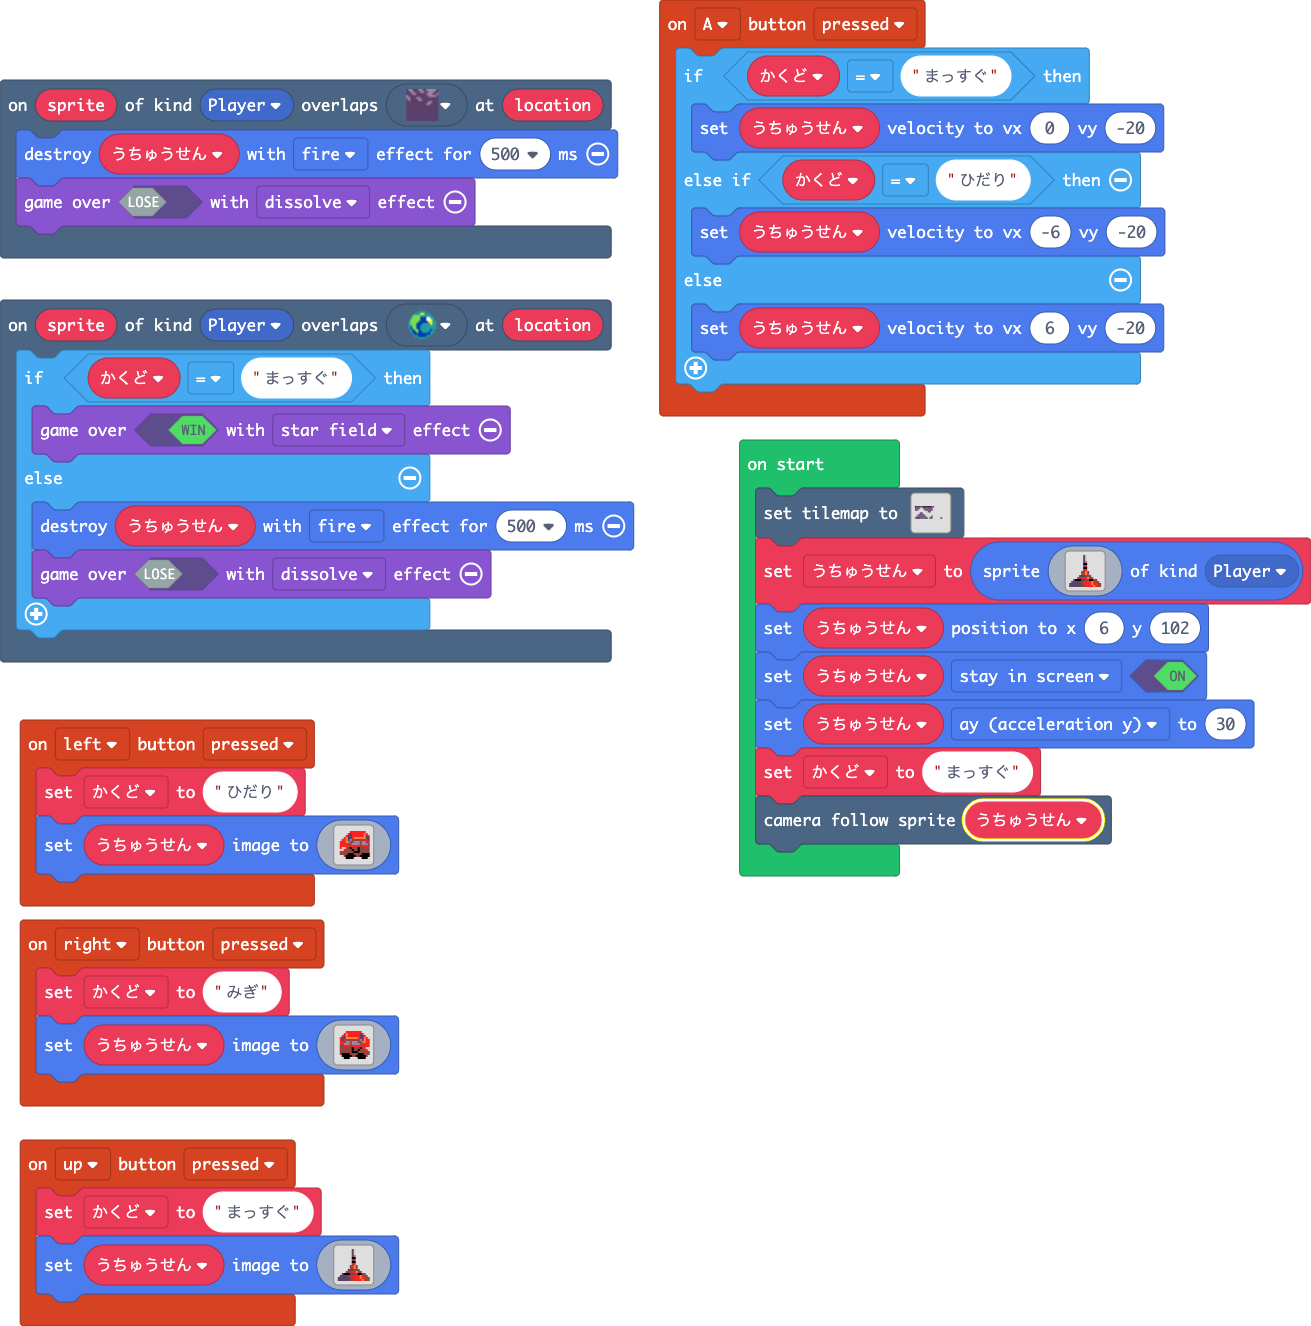 on sprite of kind Player overlaps at location
destroy うちゅうせん with fire effect for 500 ms
game over LOSE with dissolve effect
on sprite of kind Player overlaps at location
if かくど = "まっすぐ" then
game over WIN with star field effect
else
destroy うちゅうせん with fire effect for 500 ms
game over LOSE with dissolve effect
on left button pressed
set かくど to "ひだり"
set うちゅうせん image to
on right button pressed
set かくど to "みぎ"
set うちゅうせん image to
on up button pressed
set かくど to "まっすぐ"
set うちゅうせん image to
on A button pressed
if かくど = "まっすぐ" then
set うちゅうせん velocity to vx 0 vy -20
else if かくど = "ひだり" then
set うちゅうせん velocity to vx -6 vy -20
else
set うちゅうせん velocity to vx 6 vy -20
on start
set tilemap to
set うちゅうせん to sprite of kind Player
set うちゅうせん position to x 6 y 102
set うちゅうせん stay in screen ON
set うちゅうせん ay (acceleration y) to 30
set かくど to "まっすぐ"
camera follow sprite うちゅうせん